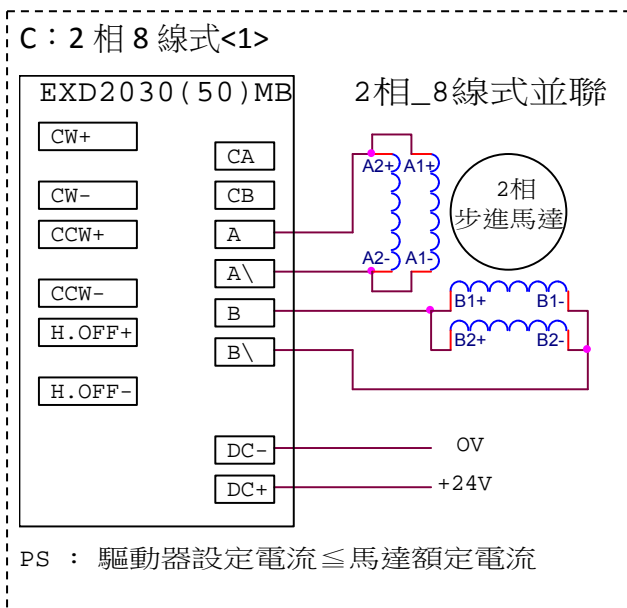 C：2 相 8 線式<1>
EXD2030(50)MB
2相_8線式並聯
CW+
CW-
CCW+
CCW-
H.OFF+
H.OFF-
CA
CB
A
A\
B
B\
DC-
DC+
A2+
A1+
A2-
A1-
2相
步進馬達
B1+
B1-
B2+
B2-
0V
+24V
PS : 驅動器設定電流≦馬達額定電流